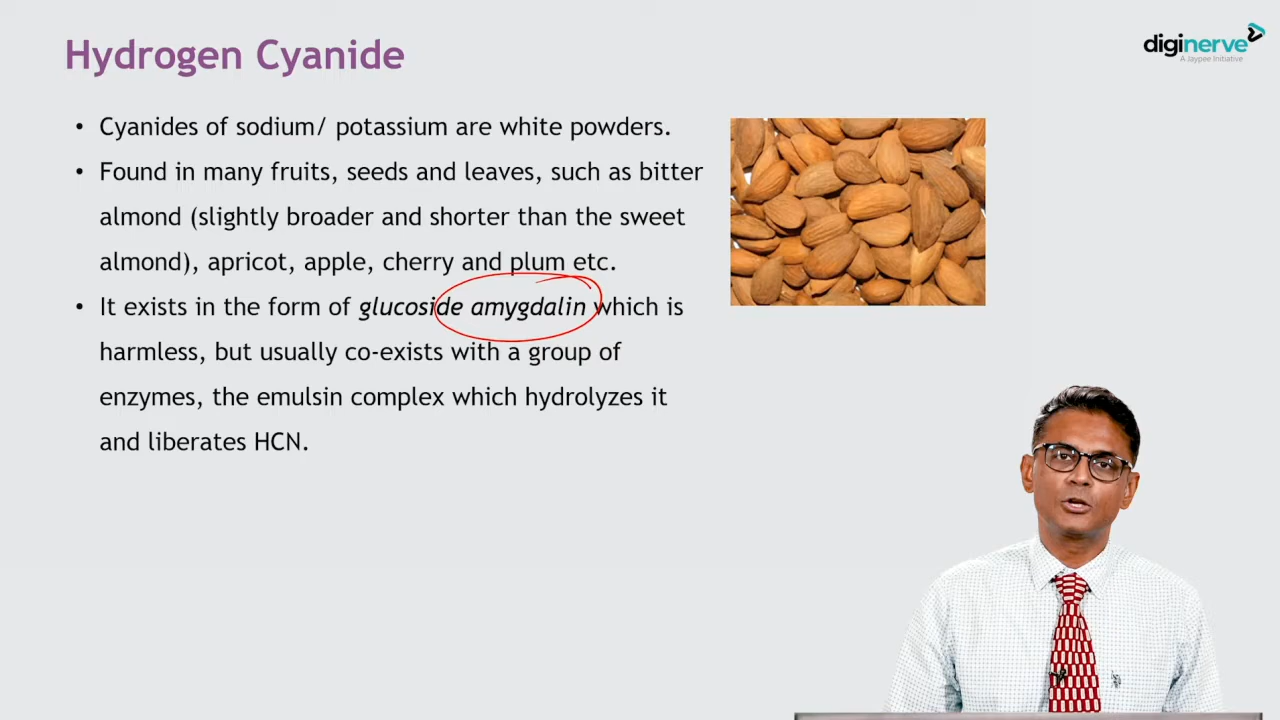 Hydrogen Cyanide
diginerve
A Jaypee Initiative
• Cyanides of sodium/ potassium are white powders.
• Found in many fruits, seeds and leaves, such as bitter
almond (slightly broader and shorter than the sweet
almond), apricot, apple, cherry and plum etc.
• It exists in the form of glucoside amygdalin which is
harmless, but usually co-exists with a group of
enzymes, the emulsin complex which hydrolyzes it
and liberates HCN.